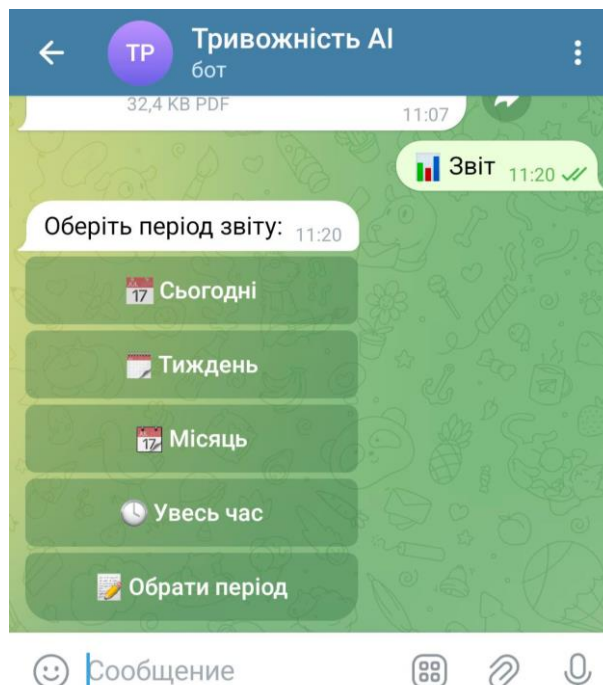 ТР
Тривожність AI
бот
32,4 KB PDF
11:07
Звіт 11:20
Оберіть період звіту: 11:20
Сьогодні
Тиждень
Місяць
Увесь час
Обрати період
Сообщение